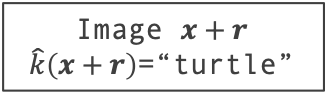 Image x+r
k̂(x+r)=“turtle”